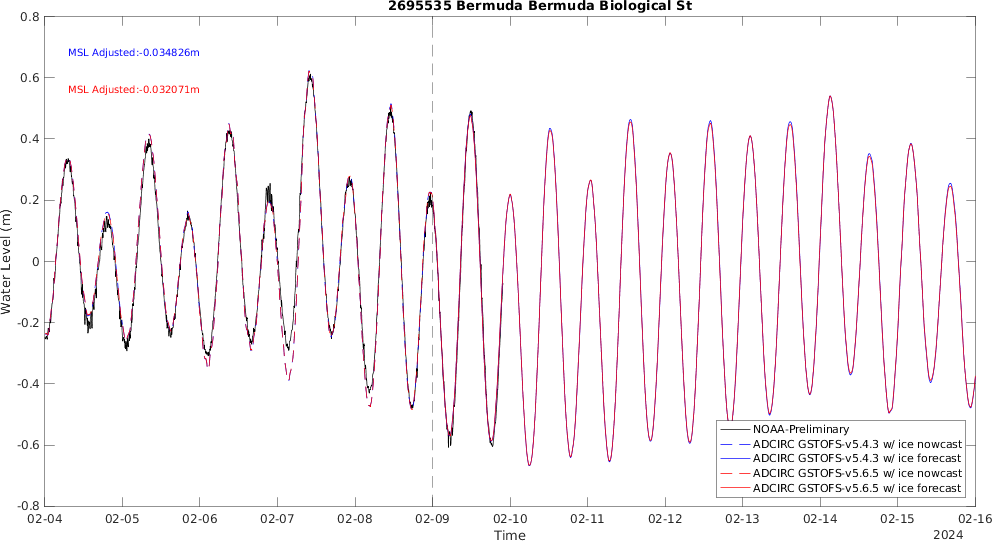 2695535 Bermuda Bermuda Biological St
0.8
MSL Adjusted:-0.034826m
0.6
MSL Adjusted:-0.032071m
0.4
0.2
0
-0.2
-0.4
-0.6
-0.8
Water Level (m)
NOAA-Preliminary
ADCIRC GSTOFS-v5.4.3 w/ ice nowcast
ADCIRC GSTOFS-v5.4.3 w/ ice forecast
ADCIRC GSTOFS-v5.6.5 w/ ice nowcast
ADCIRC GSTOFS-v5.6.5 w/ ice forecast
02-04 02-05 02-06 02-07 02-08 02-09 02-10 02-11 02-12 02-13 02-14 02-15 02-16
Time
2024